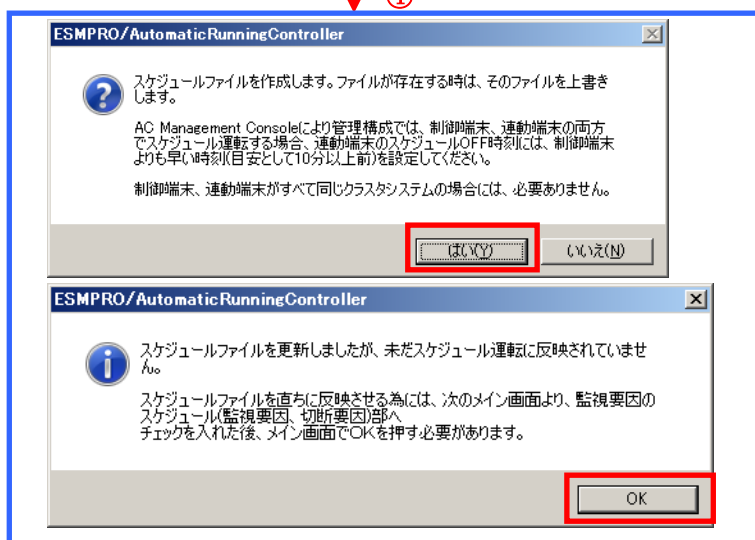 ①
ESMPRO/AutomaticRunningController
スケジュールファイルを作成します。ファイルが存在する時は、そのファイルを上書き
します。
AC Management Consoleにより管理構成では、制御端末、連動端末の両方
でスケジュール運転する場合、連動端末のスケジュールOFF時刻には、制御端末
よりも早い時刻(目安として10分以上前)を設定してください。
制御端末、連動端末がすべて同じクラスタシステムの場合には、必要ありません。
はい(Y)
いいえ(N)
ESMPRO/AutomaticRunningController
スケジュールファイルを更新しましたが、未だスケジュール運転に反映されていませ
ん。
スケジュールファイルを直ちに反映させる為には、次のメイン画面より、監視要因の
スケジュール(監視要因、切断要因)部へ
チェックを入れた後、メイン画面でOKを押す必要があります。
OK